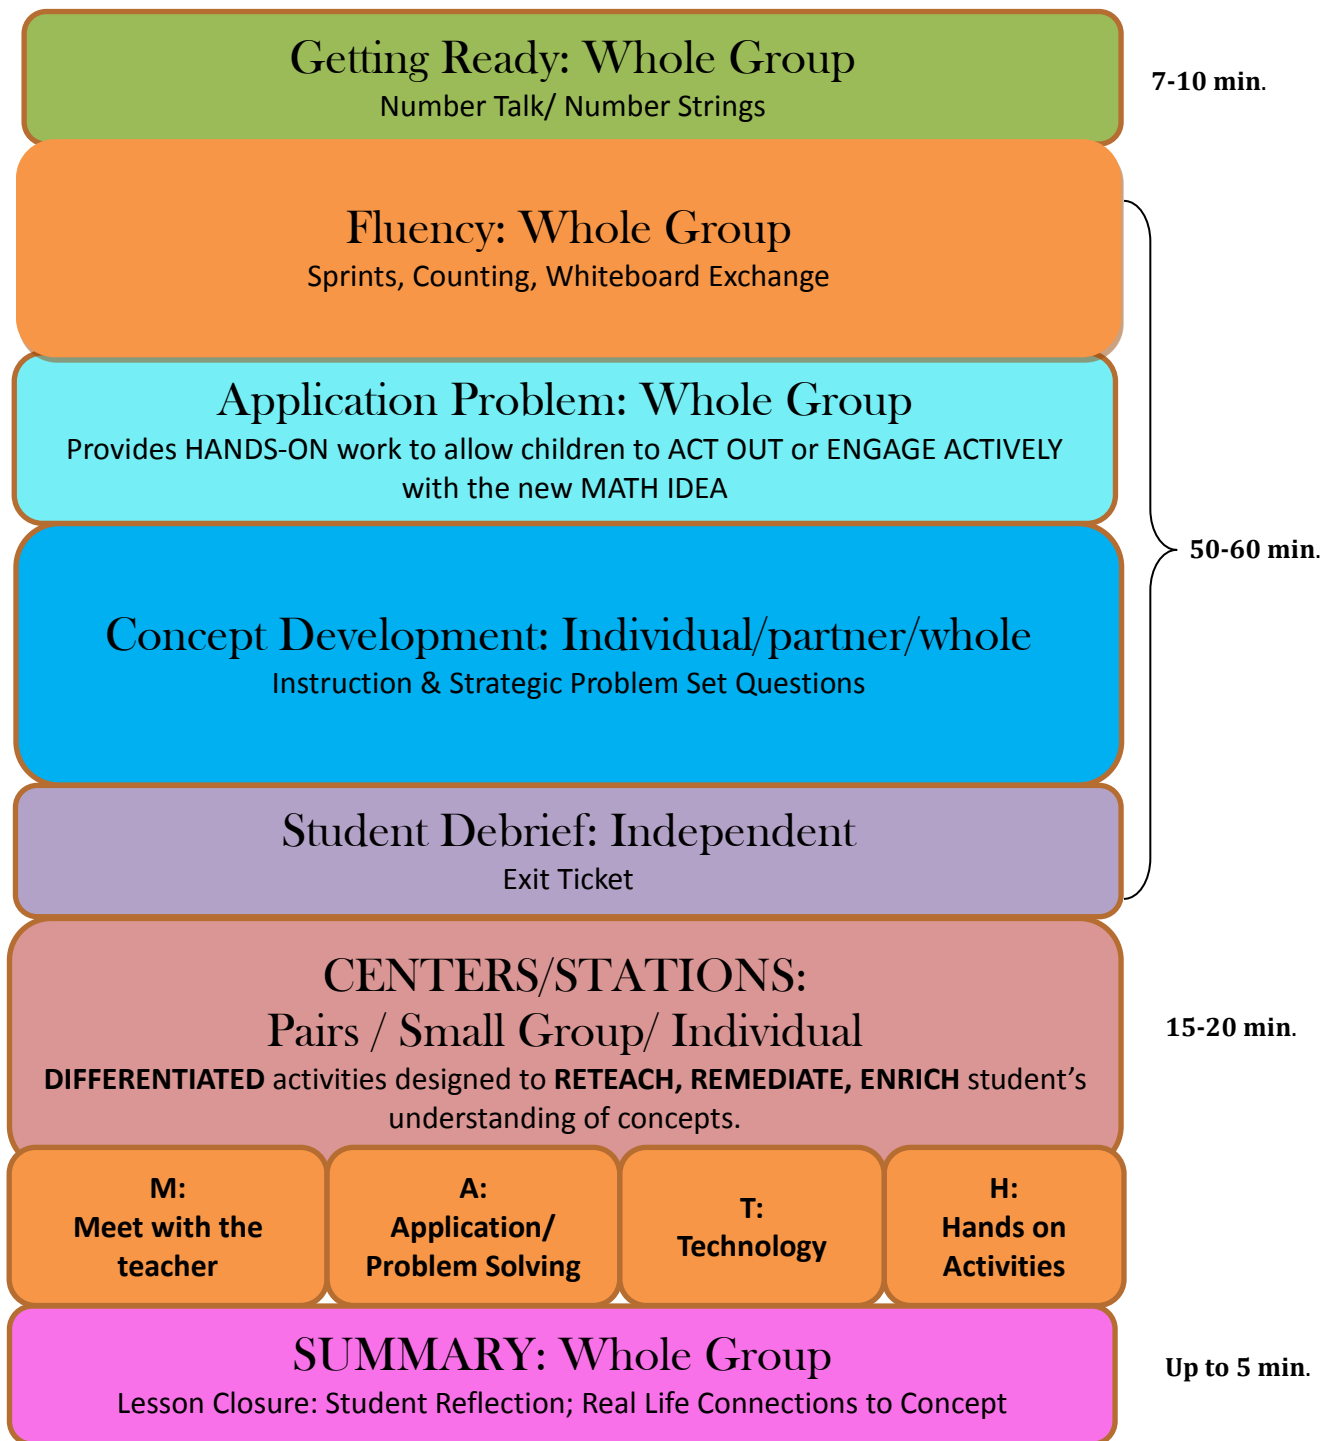 Getting Ready: Whole Group
Number Talk/ Number Strings
7-10 min.
Fluency: Whole Group
Sprints, Counting, Whiteboard Exchange
Application Problem: Whole Group
Provides HANDS-ON work to allow children to ACT OUT or ENGAGE ACTIVELY
with the new MATH IDEA
50-60 min.
Concept Development: Individual/partner/whole
Instruction & Strategic Problem Set Questions
Student Debrief: Independent
Exit Ticket
CENTERS/STATIONS:
Pairs / Small Group/ Individual
15-20 min.
DIFFERENTIATED activities designed to RETEACH, REMEDIATE, ENRICH student’s
understanding of concepts.
M:
Meet with the
teacher
A:
Application/
Problem Solving
T:
Technology
H:
Hands on
Activities
SUMMARY: Whole Group
Lesson Closure: Student Reflection; Real Life Connections to Concept
Up to 5 min.